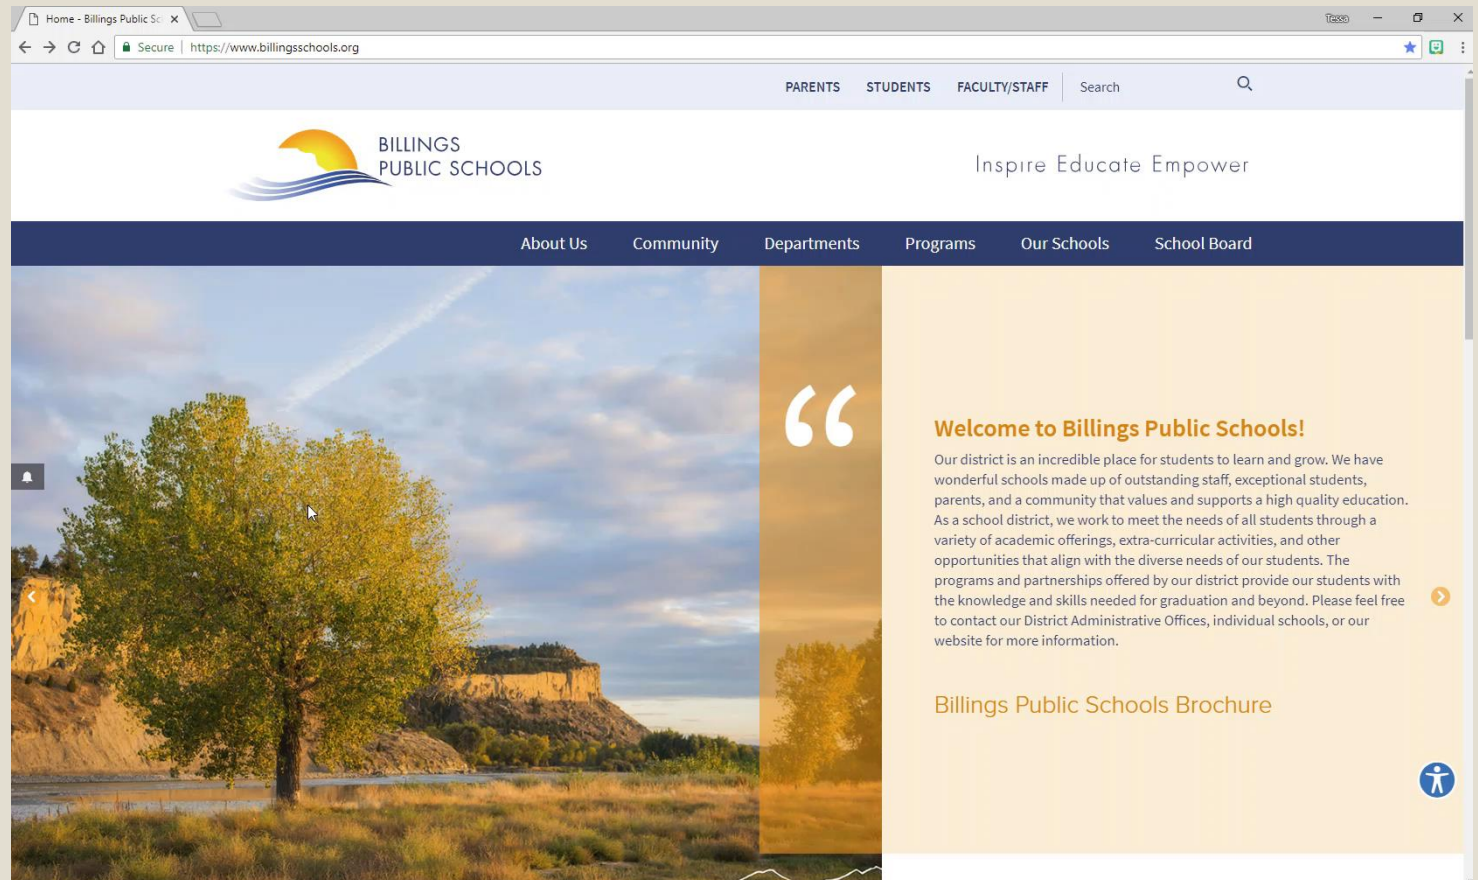 Home - Billings Public Sc
Tessa
Secure | https://www.billingsschools.org
PARENTS STUDENTS FACULTY/STAFF Search
BILLINGS
PUBLIC SCHOOLS
Inspire Educate Empower
About Us Community Departments Programs Our Schools School Board
“
Welcome to Billings Public Schools!
Our district is an incredible place for students to learn and grow. We have
wonderful schools made up of outstanding staff, exceptional students,
parents, and a community that values and supports a high quality education.
As a school district, we work to meet the needs of all students through a
variety of academic offerings, extra-curricular activities, and other
opportunities that align with the diverse needs of our students. The
programs and partnerships offered by our district provide our students with
the knowledge and skills needed for graduation and beyond. Please feel free
to contact our District Administrative Offices, individual schools, or our
website for more information.
Billings Public Schools Brochure